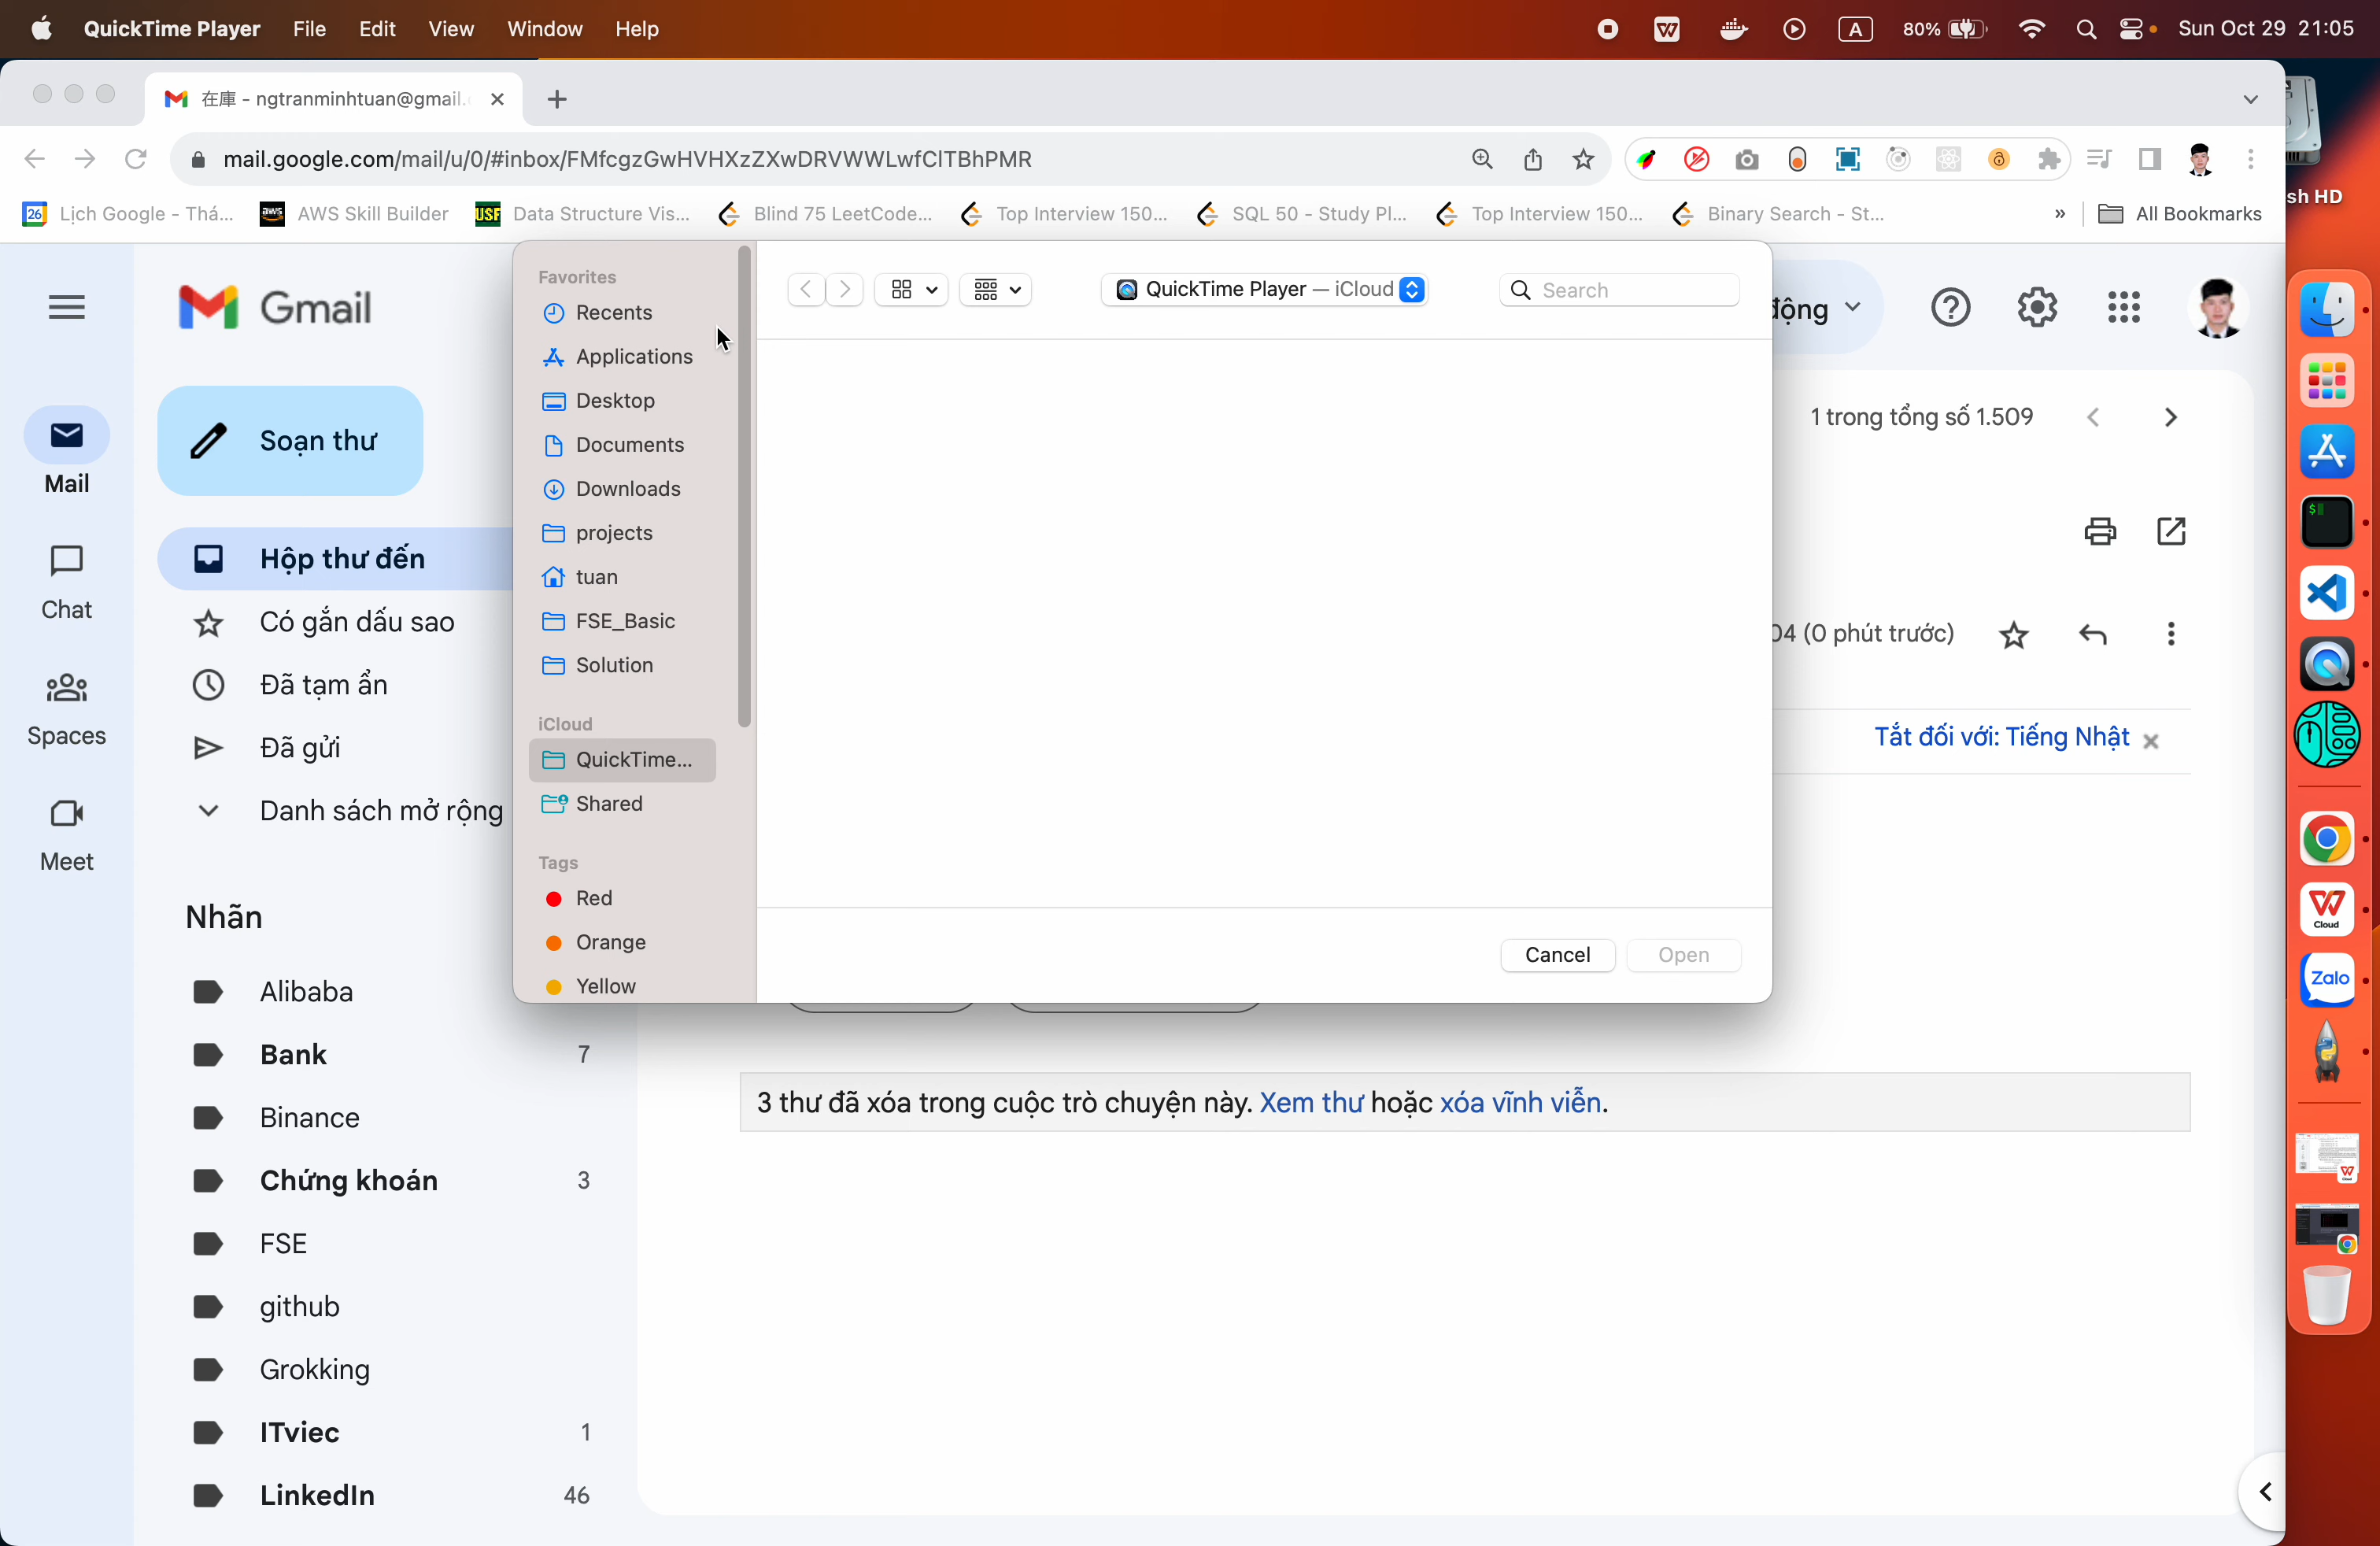 QuickTime Player File Edit View Window Help A 80% Sun Oct 29 21:05
在庫 - ngtranminhtuan@gmail.
mail.google.com/mail/u/0/#inbox/FMfcgzGwHVHXzZXwDRVWWLwfClTBhPMR
26 Lịch Google - Thá... aws AWS Skill Builder USF Data Structure Vis... Blind 75 LeetCode... Top Interview 150... SQL 50 - Study Pl... Top Interview 150... Binary Search - St... » All Bookmarks
sh HD
Gmail
động
Soạn thư
Mail
Chat
Spaces
Meet
Hộp thư đến
Có gắn dấu sao
Đã tạm ẩn
Đã gửi
Danh sách mở rộng
Nhãn
Alibaba
Bank 7
Binance
Chứng khoán 3
FSE
github
Grokking
ITviec 1
LinkedIn 46
Favorites
Recents
Applications
Desktop
Documents
Downloads
projects
tuan
FSE_Basic
Solution
iCloud
QuickTime...
Shared
Tags
Red
Orange
Yellow
QuickTime Player — iCloud
Search
Cancel Open
1 trong tổng số 1.509
04 (0 phút trước)
Tắt đối với: Tiếng Nhật
3 thư đã xóa trong cuộc trò chuyện này. Xem thư hoặc xóa vĩnh viễn.
Cloud
Zalo